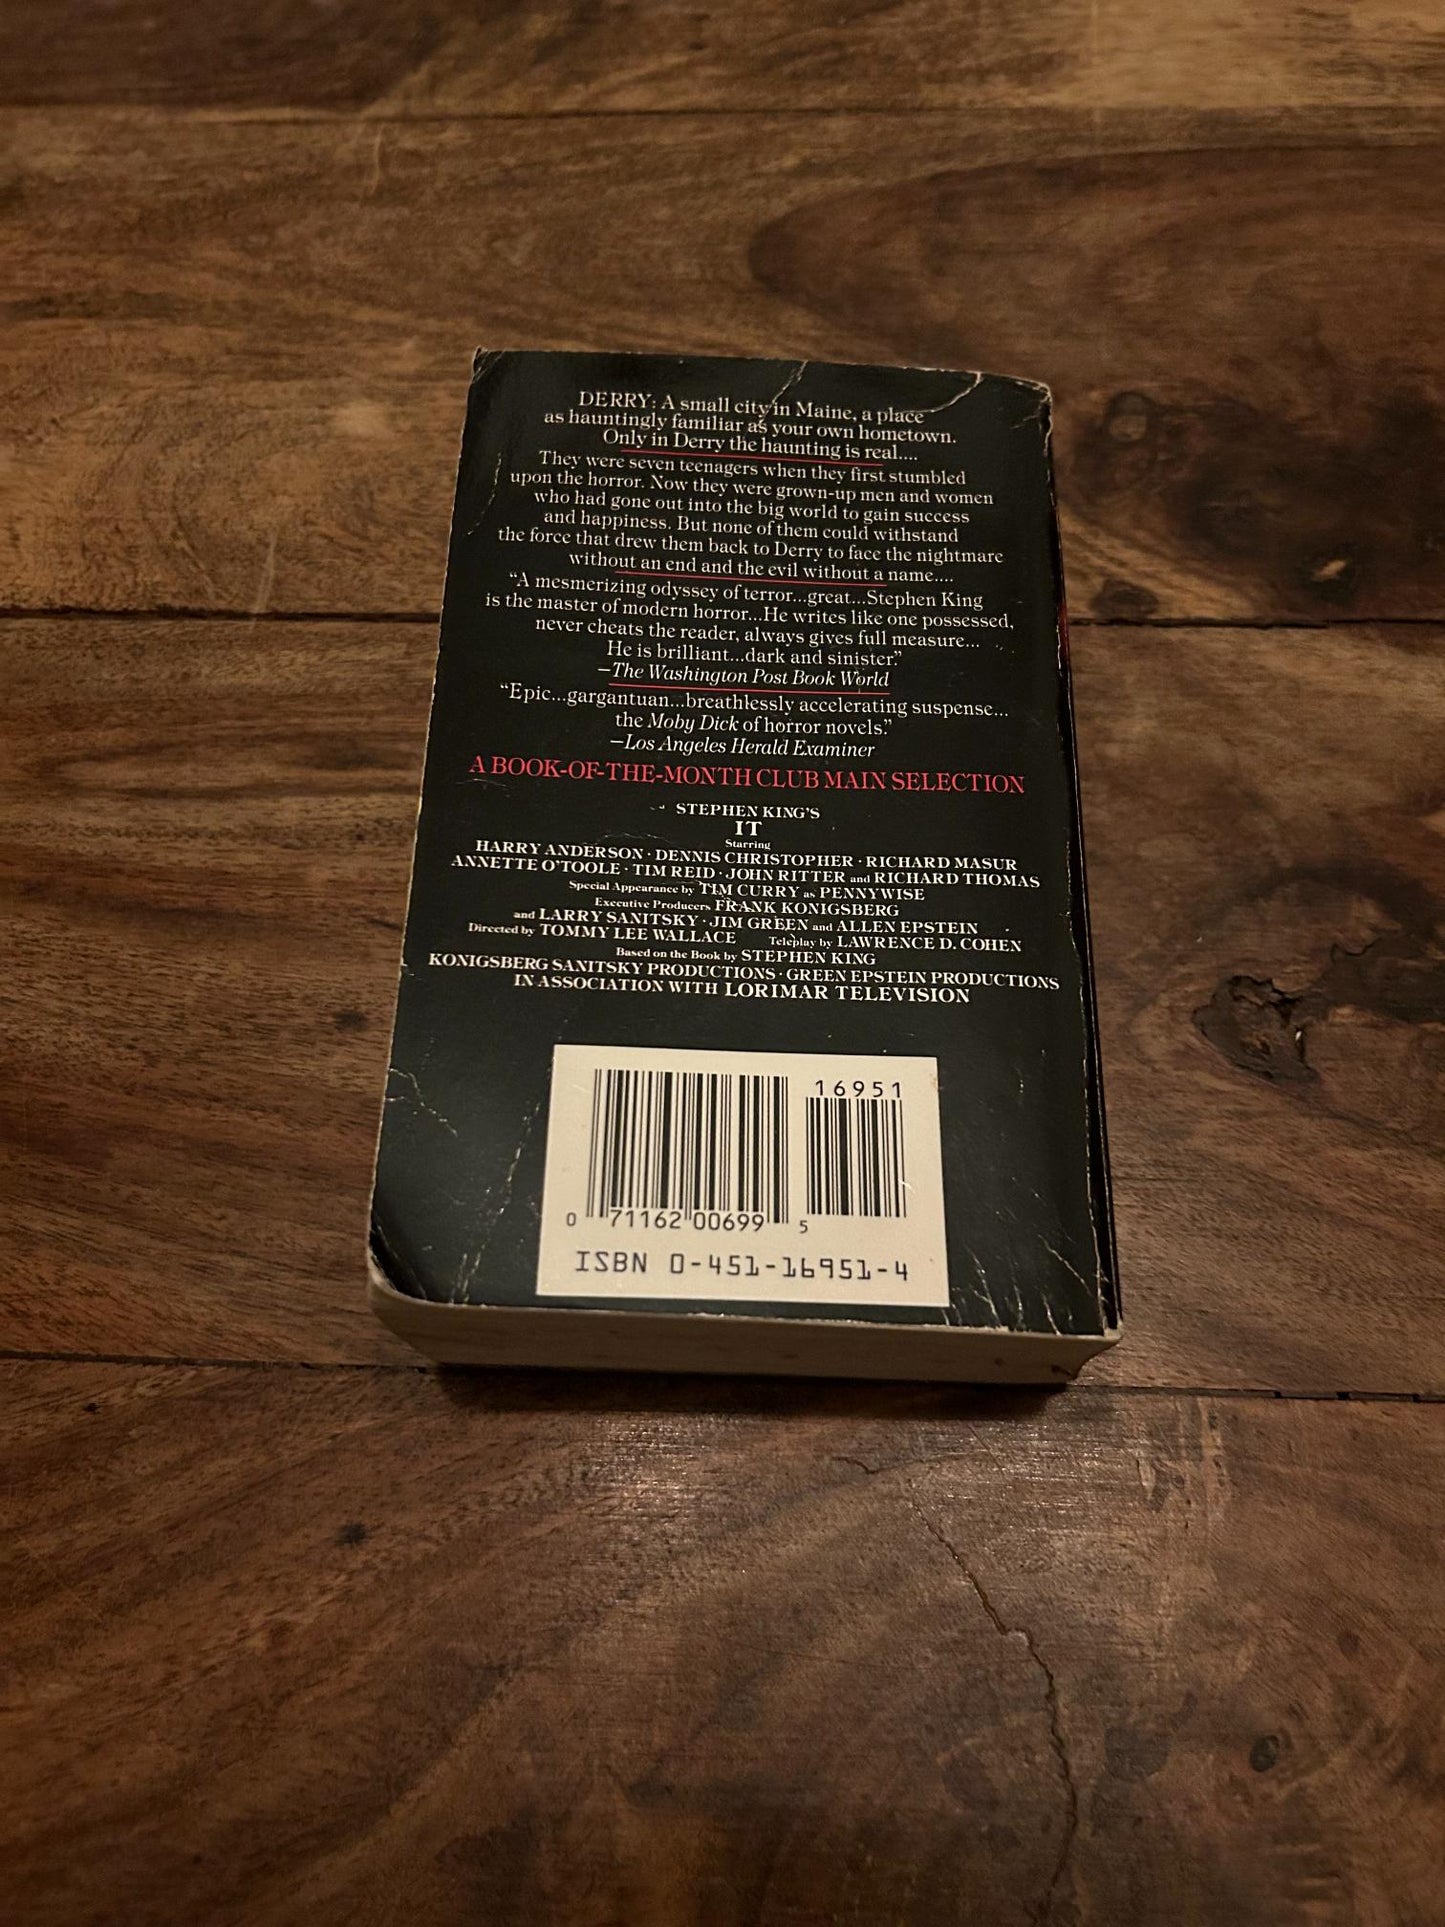 DERRY: A small city in Maine, a place
as hauntingly familiar as your own hometown.
Only in Derry the haunting is real....
They were seven teenagers when they first stumbled
upon the horror. Now they were grown-up men and women
who had gone out into the big world to gain success
and happiness. But none of them could withstand
the force that drew them back to Derry to face the nightmare
without an end and the evil without a name....
“A mesmerizing odyssey of terror...great...Stephen King
is the master of modern horror...He writes like one possessed,
never cheats the reader, always gives full measure...
He is brilliant...dark and sinister.”
—The Washington Post Book World
“Epic...gargantuan...breathlessly accelerating suspense...
the Moby Dick of horror novels.”
—Los Angeles Herald Examiner
A BOOK-OF-THE-MONTH CLUB MAIN SELECTION
STEPHEN KING'S
IT
Starring
HARRY ANDERSON · DENNIS CHRISTOPHER · RICHARD MASUR
ANNETTE O'TOOLE · TIM REID · JOHN RITTER and RICHARD THOMAS
Special Appearance by TIM CURRY as PENNYWISE
Executive Producers FRANK KONIGSBERG
and LARRY SANITSKY · JIM GREEN and ALLEN EPSTEIN
Directed by TOMMY LEE WALLACE Teleplay by LAWRENCE D. COHEN
Based on the Book by STEPHEN KING
KONIGSBERG SANITSKY PRODUCTIONS · GREEN EPSTEIN PRODUCTIONS
IN ASSOCIATION WITH LORIMAR TELEVISION
16951
0 71162 00699 5
ISBN 0-451-16951-4